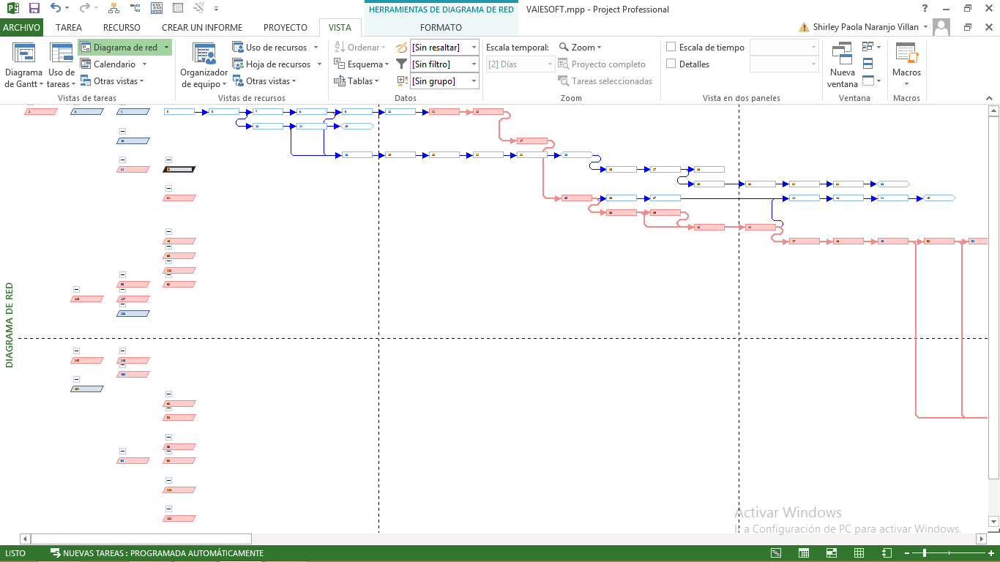 HERRAMIENTAS DE DIAGRAMA DE RED
VAIESOFT.mpp - Project Professional
?
ARCHIVO
TAREA
RECURSO
CREAR UN INFORME
PROYECTO
VISTA
FORMATO
Shirley Paola Naranjo Villan
Diagrama de Gantt
Uso de tareas
Diagrama de red
Calendario
Otras vistas
Vistas de tareas
Organizador de equipo
Uso de recursos
Hoja de recursos
Otras vistas
Vistas de recursos
Ordenar
Esquema
Tablas
[Sin resaltar]
[Sin filtro]
[Sin grupo]
Datos
Escala temporal:
[2] Días
Zoom
Proyecto completo
Tareas seleccionadas
Zoom
Escala de tiempo
Detalles
Vista en dos paneles
Nueva ventana
Ventana
Macros
Macros
DIAGRAMA DE RED
Activar Windows
Ir a Configuración de PC para activar Windows.
LISTO
NUEVAS TAREAS : PROGRAMADA AUTOMÁTICAMENTE